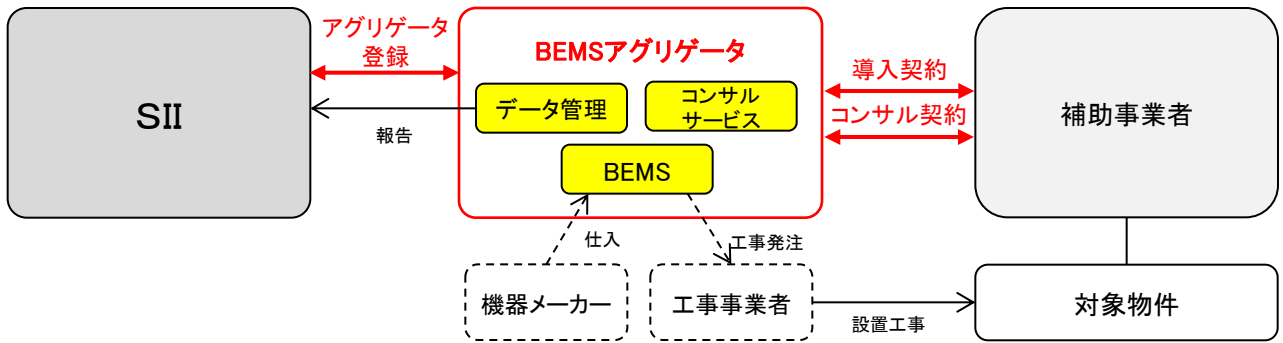 SII
アグリゲータ
登録
報告
BEMSアグリゲータ
データ管理
コンサル
サービス
BEMS
導入契約
コンサル契約
補助事業者
仕入
工事発注
機器メーカー
工事事業者
設置工事
対象物件